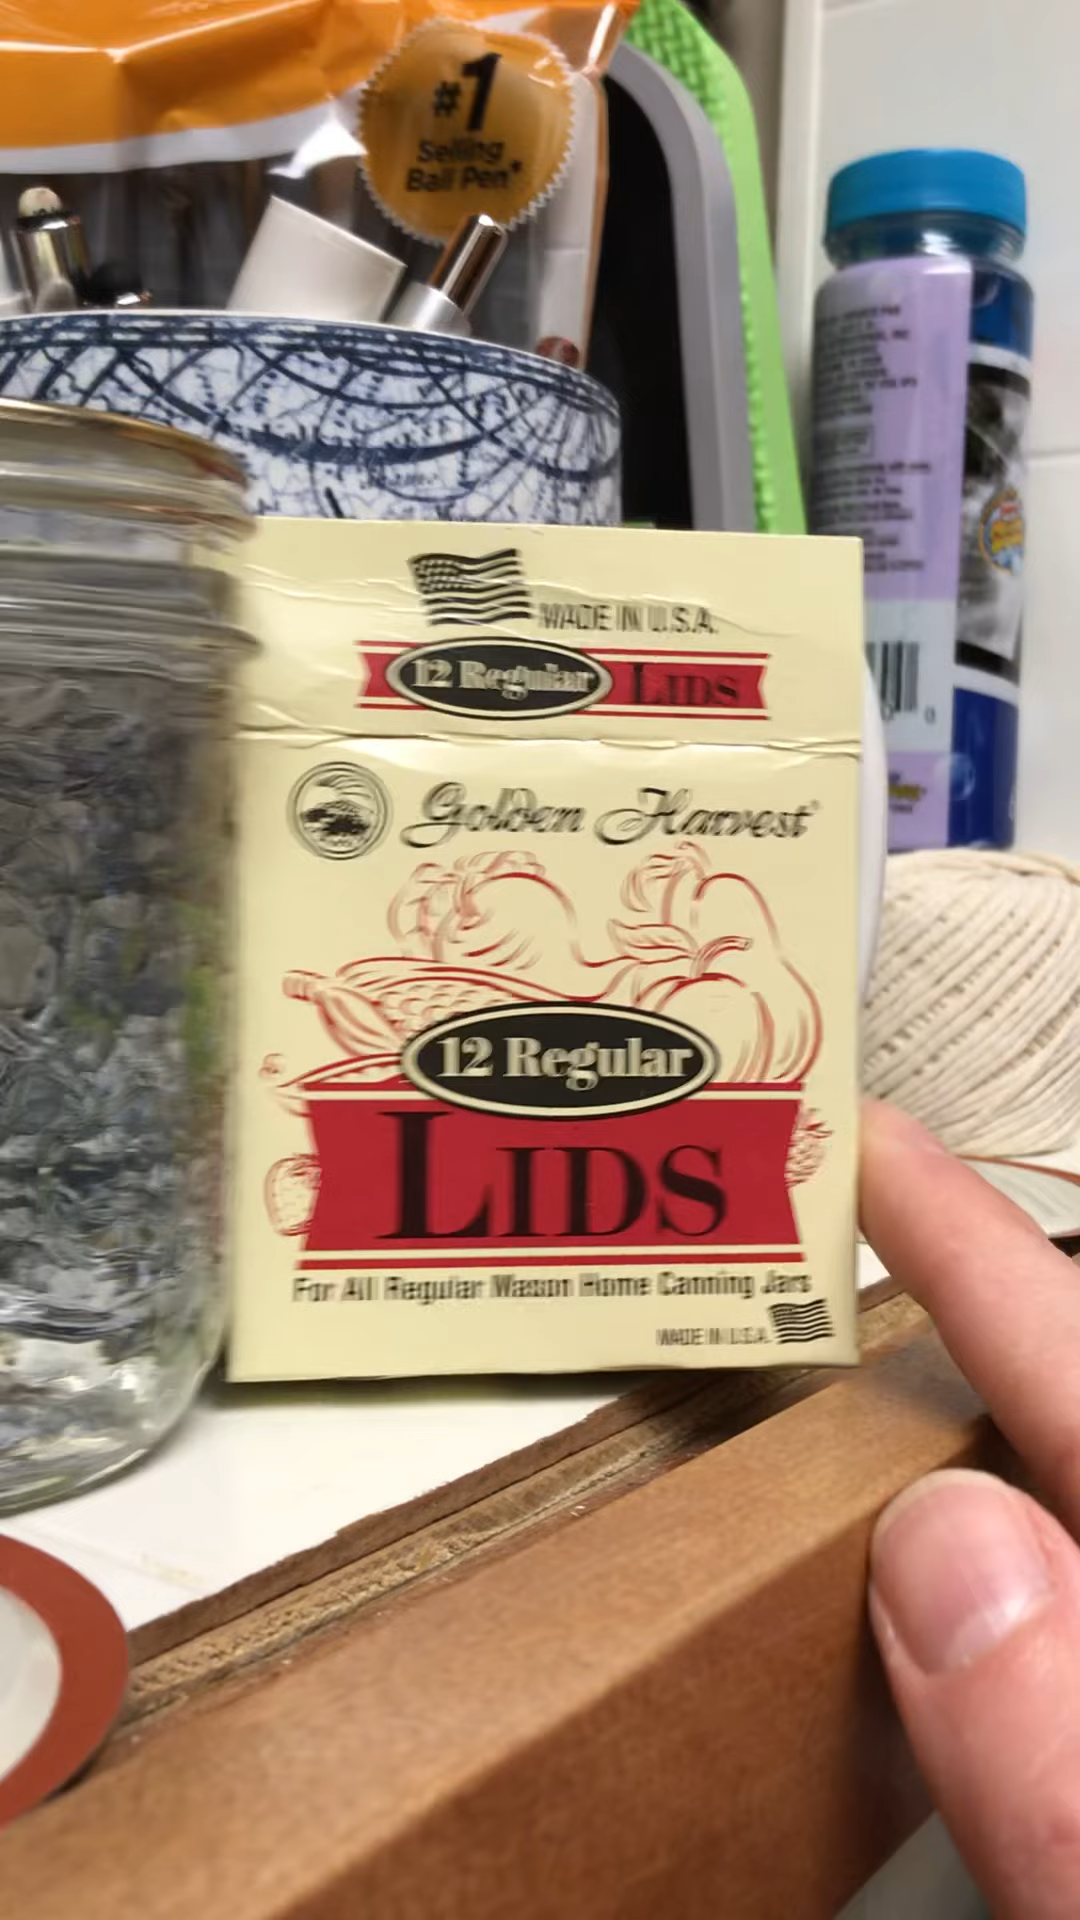 #1
Selling
Ball Pen*
MADE IN U.S.A.
12 Regular LIDS
Golden Harvest®
12 Regular
LIDS
For All Regular Mason Home Canning Jars
MADE IN U.S.A.